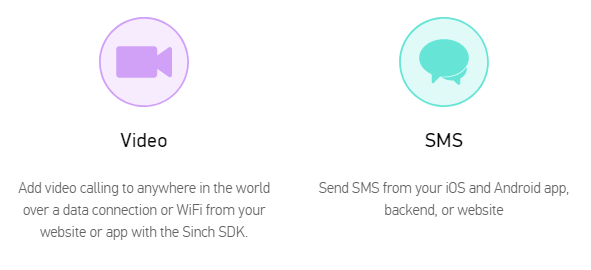 Video
Add video calling to anywhere in the world
over a data connection or WiFi from your
website or app with the Sinch SDK.
SMS
Send SMS from your iOS and Android app,
backend, or website